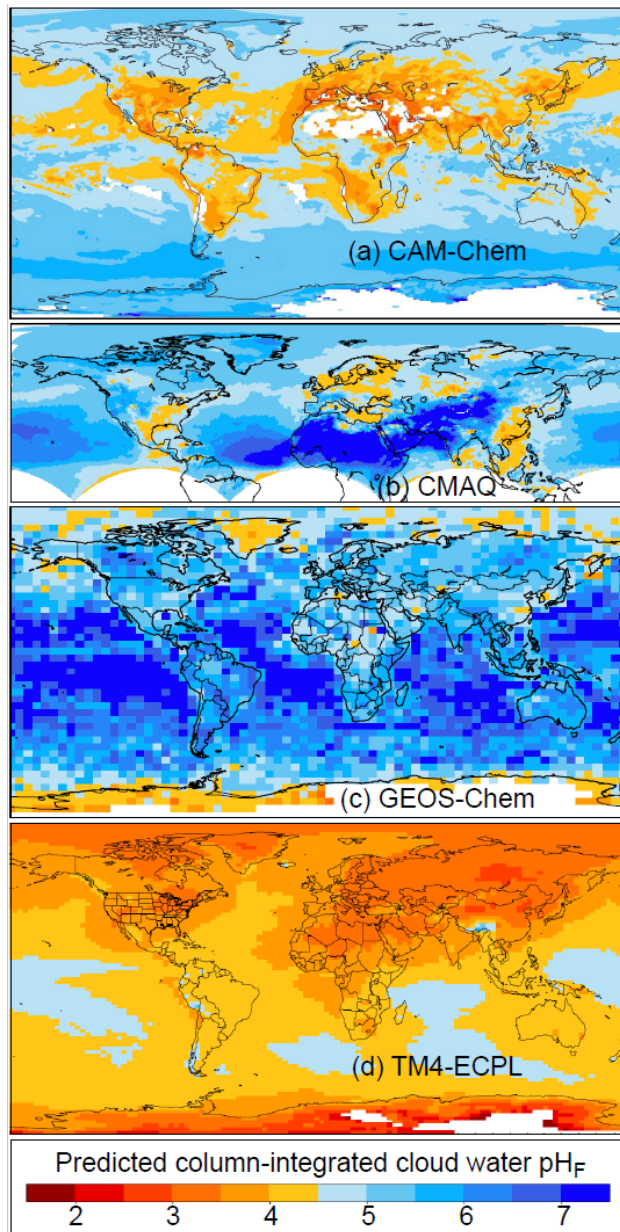 (a) CAM-Chem
(b) CMAQ
(c) GEOS-Chem
(d) TM4-ECPL
Predicted column-integrated cloud water pHF
2 3 4 5 6 7